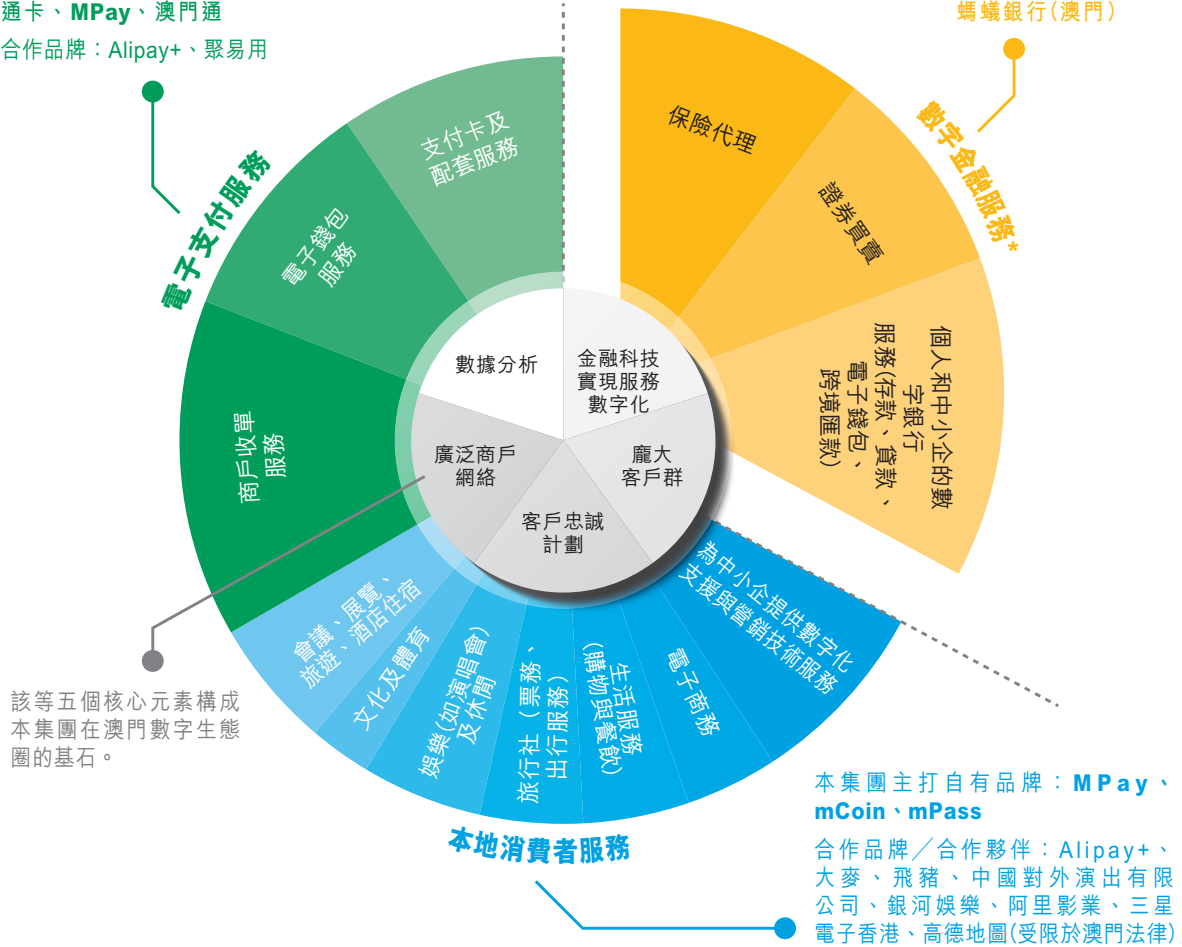 通卡、MPay、澳門通
合作品牌：Alipay+、聚易用
電子支付服務
支付卡及
配套服務
電子錢包
服務
商戶收單
服務
螞蟻銀行(澳門)
數字金融服務*
保險代理
證券買賣
個人和中小企的數
字銀行
服務(存款、貸款、
電子錢包、
跨境匯款)
數據分析
金融科技
實現服務
數字化
廣泛商戶
網絡
龐大
客戶群
客戶忠誠
計劃
該等五個核心元素構成
本集團在澳門數字生態
圈的基石。
會議、展覽、
旅遊、酒店住宿
文化及體育
娛樂(如演唱會)
及休閒
旅行社（票務、
出行服務）
生活服務
(購物與餐飲)
電子商務
為中小企提供數字化
支援與營銷技術服務
本地消費者服務
本集團主打自有品牌：MPay、
mCoin、mPass
合作品牌／合作夥伴：Alipay+、
大麥、飛豬、中國對外演出有限
公司、銀河娛樂、阿里影業、三星
電子香港、高德地圖(受限於澳門法律)